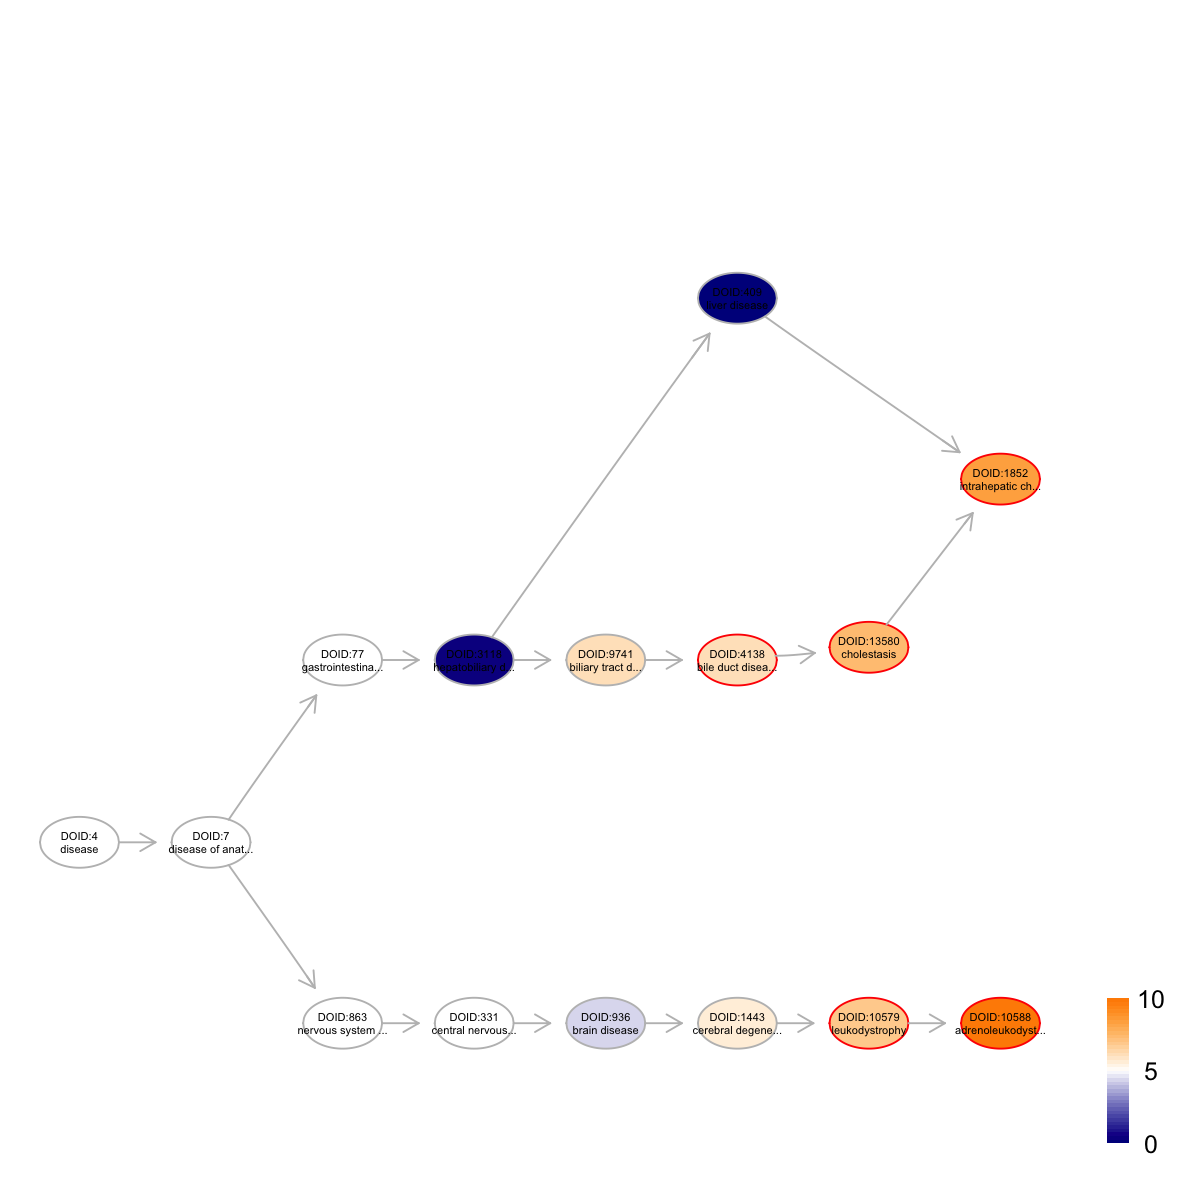 DOID:409
liver disease
DOID:1852
intrahepatic ch...
DOID:77
gastrointestina...
DOID:3118
hepatobiliary d...
DOID:9741
biliary tract d...
DOID:4138
bile duct disea...
DOID:13580
cholestasis
DOID:4
disease
DOID:7
disease of anat...
DOID:863
nervous system ...
DOID:331
central nervous...
DOID:936
brain disease
DOID:1443
cerebral degene...
DOID:10579
leukodystrophy
DOID:10588
adrenoleukodyst...
10
5
0